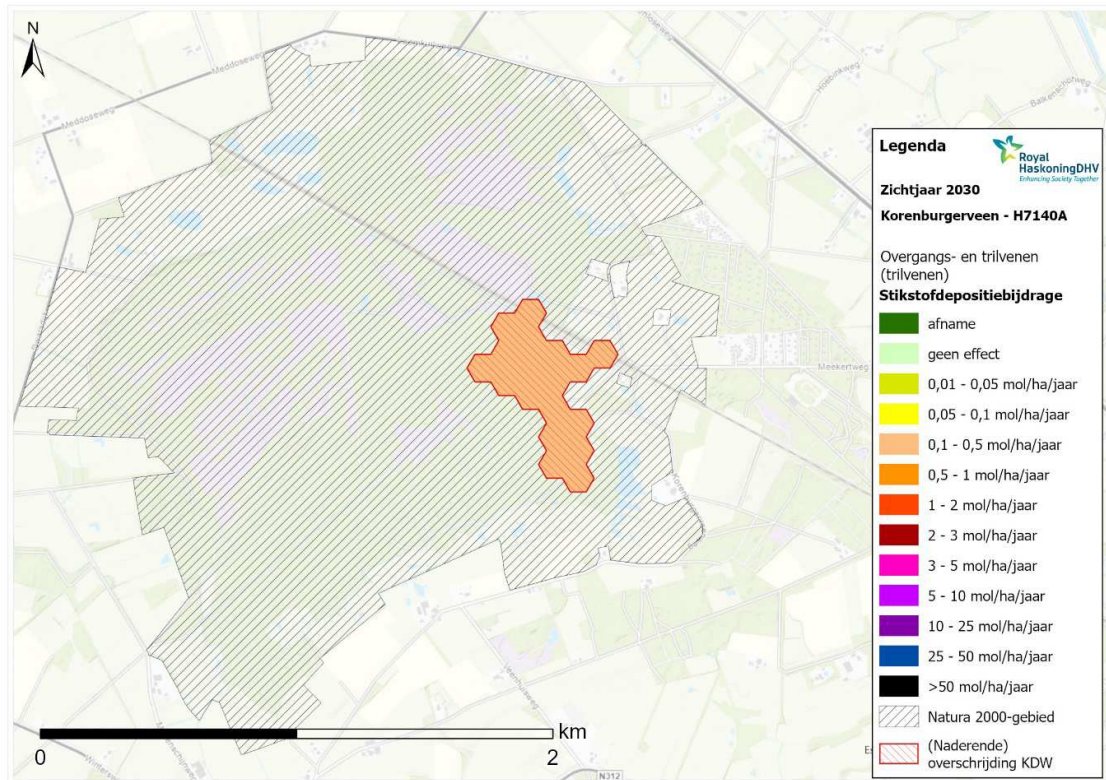 N
Meddoseweg
Meddoseweg
Hoebinkweg
Balkenschotweg
Meekertweg
N312
0
2
km
Legenda
Royal
HaskoningDHV
Enhancing Society Together
Zichtjaar 2030
Korenburgerveen - H7140A
Overgangs- en trilvenen
(trilvenen)
Stikstofdepositiebijdrage
afname
geen effect
0,01 - 0,05 mol/ha/jaar
0,05 - 0,1 mol/ha/jaar
0,1 - 0,5 mol/ha/jaar
0,5 - 1 mol/ha/jaar
1 - 2 mol/ha/jaar
2 - 3 mol/ha/jaar
3 - 5 mol/ha/jaar
5 - 10 mol/ha/jaar
10 - 25 mol/ha/jaar
25 - 50 mol/ha/jaar
>50 mol/ha/jaar
Natura 2000-gebied
(Naderende)
overschrijding KDW